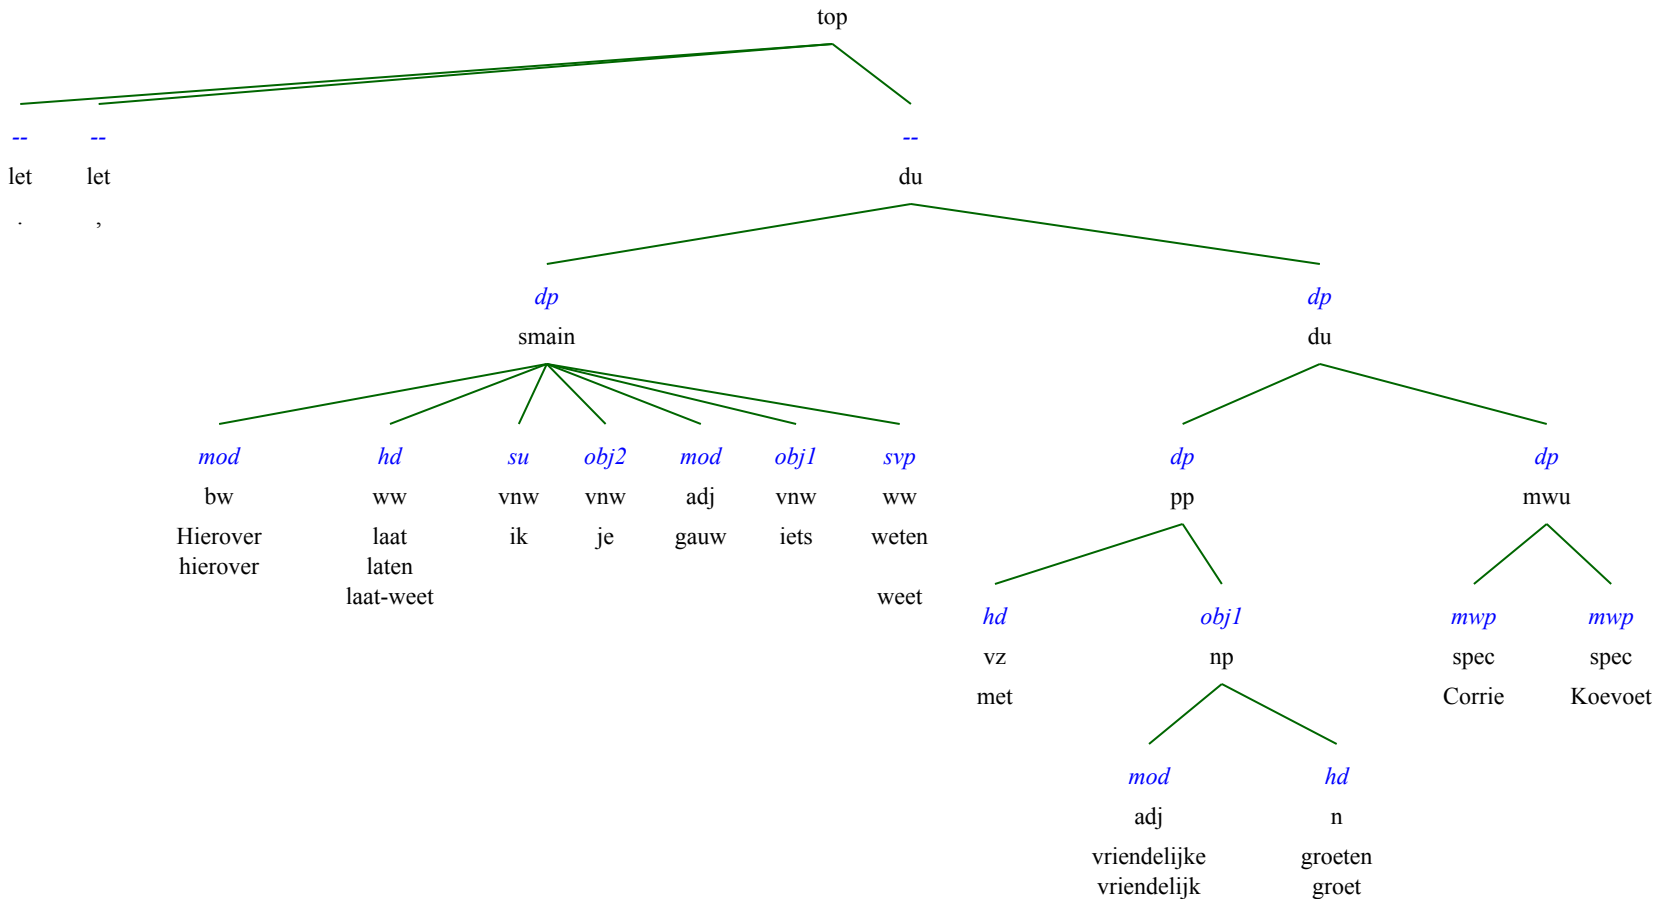 top
-- -- --
let let du
. ,
dp dp
smain du
mod hd su obj2 mod obj1 svp dp dp
bw ww vnw vnw adj vnw ww pp mwu
Hierover laat ik je gauw iets weten
hierover laten
laat-weet weet
hd obj1 mwp mwp
vz np spec spec
met Corrie Koevoet
mod hd
adj n
vriendelijke groeten
vriendelijk groet